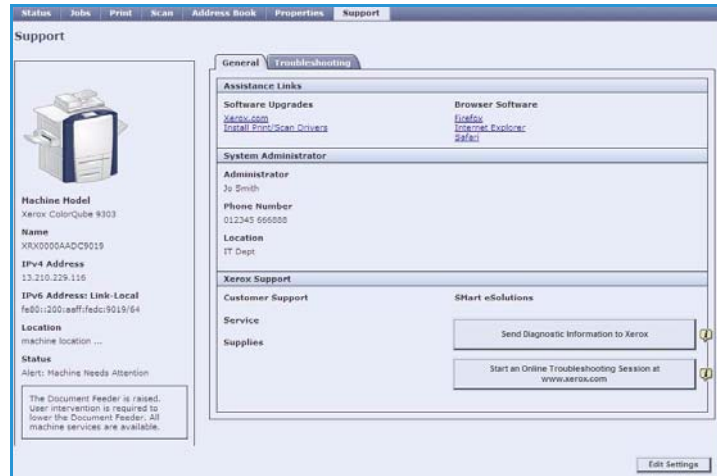 Status Jobs Print Scan Address Book Properties Support
Support
Machine Model
Xerox ColorQube 9303
Name
XRX0000AADC9019
IPv4 Address
13.210.229.116
IPv6 Address: Link-Local
fe80::200:aaff:fedc:9019/64
Location
machine location ...
Status
Alert: Machine Needs Attention
The Document Feeder is raised.
User intervention is required to
lower the Document Feeder. All
machine services are available.
General Troubleshooting
Assistance Links
Software Upgrades
Xerox.com
Install Print/Scan Drivers
Browser Software
Firefox
Internet Explorer
Safari
System Administrator
Administrator
Jo Smith
Phone Number
012345 666888
Location
IT Dept
Xerox Support
Customer Support
Service
Supplies
SMart eSolutions
Send Diagnostic Information to Xerox
Start an Online Troubleshooting Session at
www.xerox.com
Edit Settings